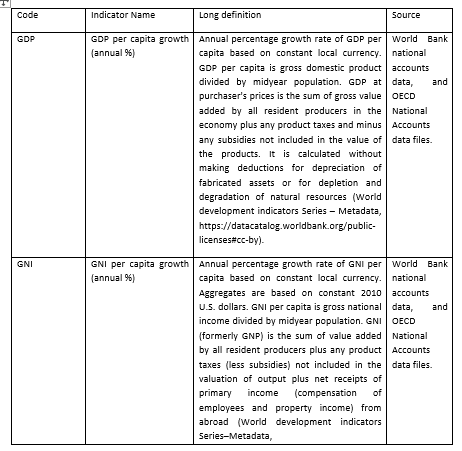 Code Indicator Name Long definition Source
GDP GDP per capita growth (annual %)
Annual percentage growth rate of GDP per
capita based on constant local currency.
GDP per capita is gross domestic product
divided by midyear population. GDP at
purchaser's prices is the sum of gross value
added by all resident producers in the
economy plus any product taxes and minus
any subsidies not included in the value of
the products. It is calculated without
making deductions for depreciation of
fabricated assets or for depletion and
degradation of natural resources (World
development indicators Series – Metadata,
https://datacatalog.worldbank.org/public-
licenses#cc-by).
World Bank
national
accounts
data, and
OECD
National
Accounts
data files.
GNI GNI per capita growth (annual %)
Annual percentage growth rate of GNI per
capita based on constant local currency.
Aggregates are based on constant 2010
U.S. dollars. GNI per capita is gross national
income divided by midyear population. GNI
(formerly GNP) is the sum of value added
by all resident producers plus any product
taxes (less subsidies) not included in the
valuation of output plus net receipts of
primary income (compensation of
employees and property income) from
abroad (World development indicators
Series–Metadata,
World Bank
national
accounts
data, and
OECD
National
Accounts
data files.